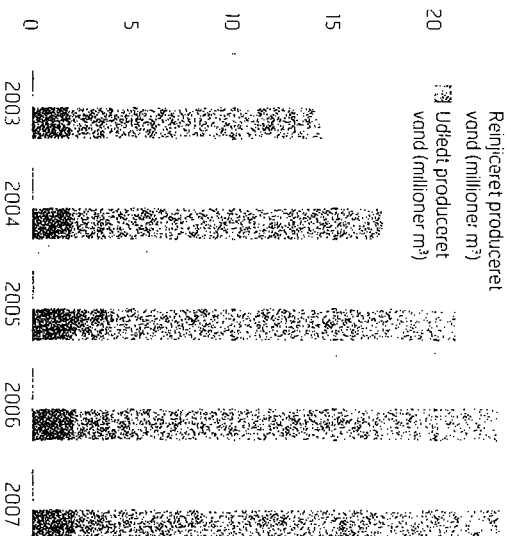 Reinjiceret produceret
vand (millioner m³)
Udledt produceret
vand (millioner m³)
20
15
10
5
0
2003
2004
2005
2006
2007